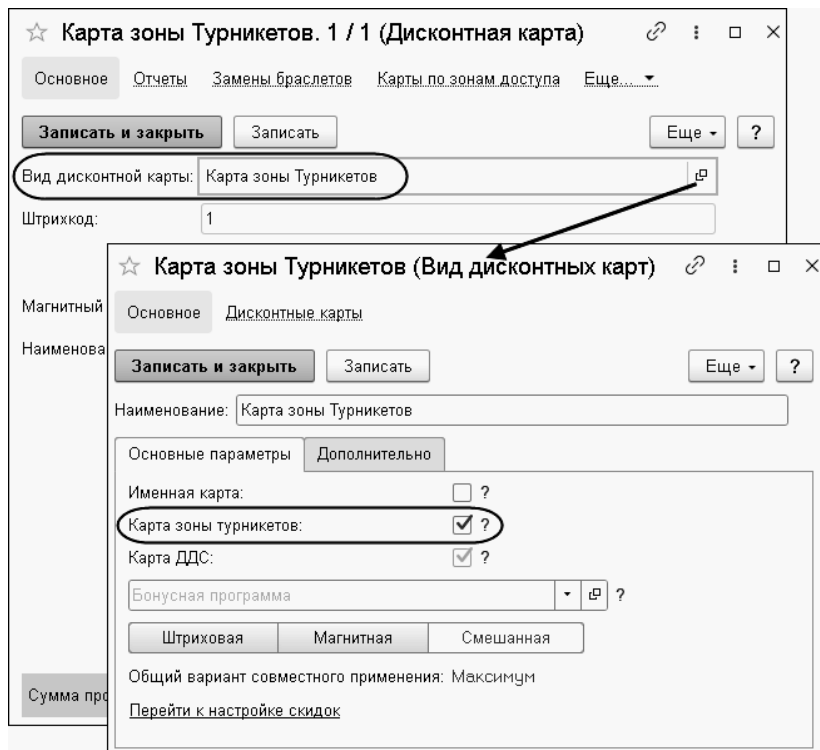 Карта зоны Турникетов. 1 / 1 (Дисконтная карта)
Основное Отчеты Замены браслетов Карты по зонам доступа Еще...
Записать и закрыть Записать Еще ?
Вид дисконтной карты: Карта зоны Турникетов
Штрихкод: 1
Магнитный
Наименова
Сумма про
Карта зоны Турникетов (Вид дисконтных карт)
Основное Дисконтные карты
Записать и закрыть Записать Еще ?
Наименование: Карта зоны Турникетов
Основные параметры Дополнительно
Именная карта: ?
Карта зоны турникетов: ?
Карта ДДС: ?
Бонусная программа ?
Штриховая Магнитная Смешанная
Общий вариант совместного применения: Максимум
Перейти к настройке скидок